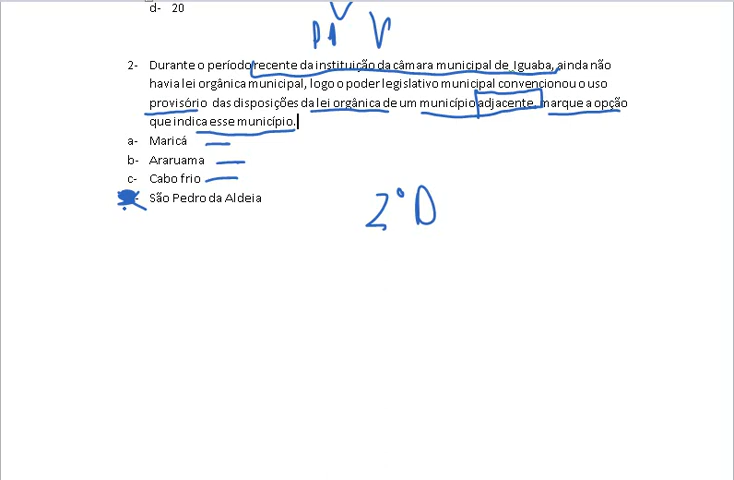 d- 20
PA V
2- Durante o período recente da instituição da câmara municipal de Iguaba, ainda não
havia lei orgânica municipal, logo o poder legislativo municipal convencionou o uso
provisório das disposições da lei orgânica de um município adjacente, marque a opção
que indica esse município.
a- Maricá
b- Araruama
c- Cabo frio
São Pedro da Aldeia
2º D